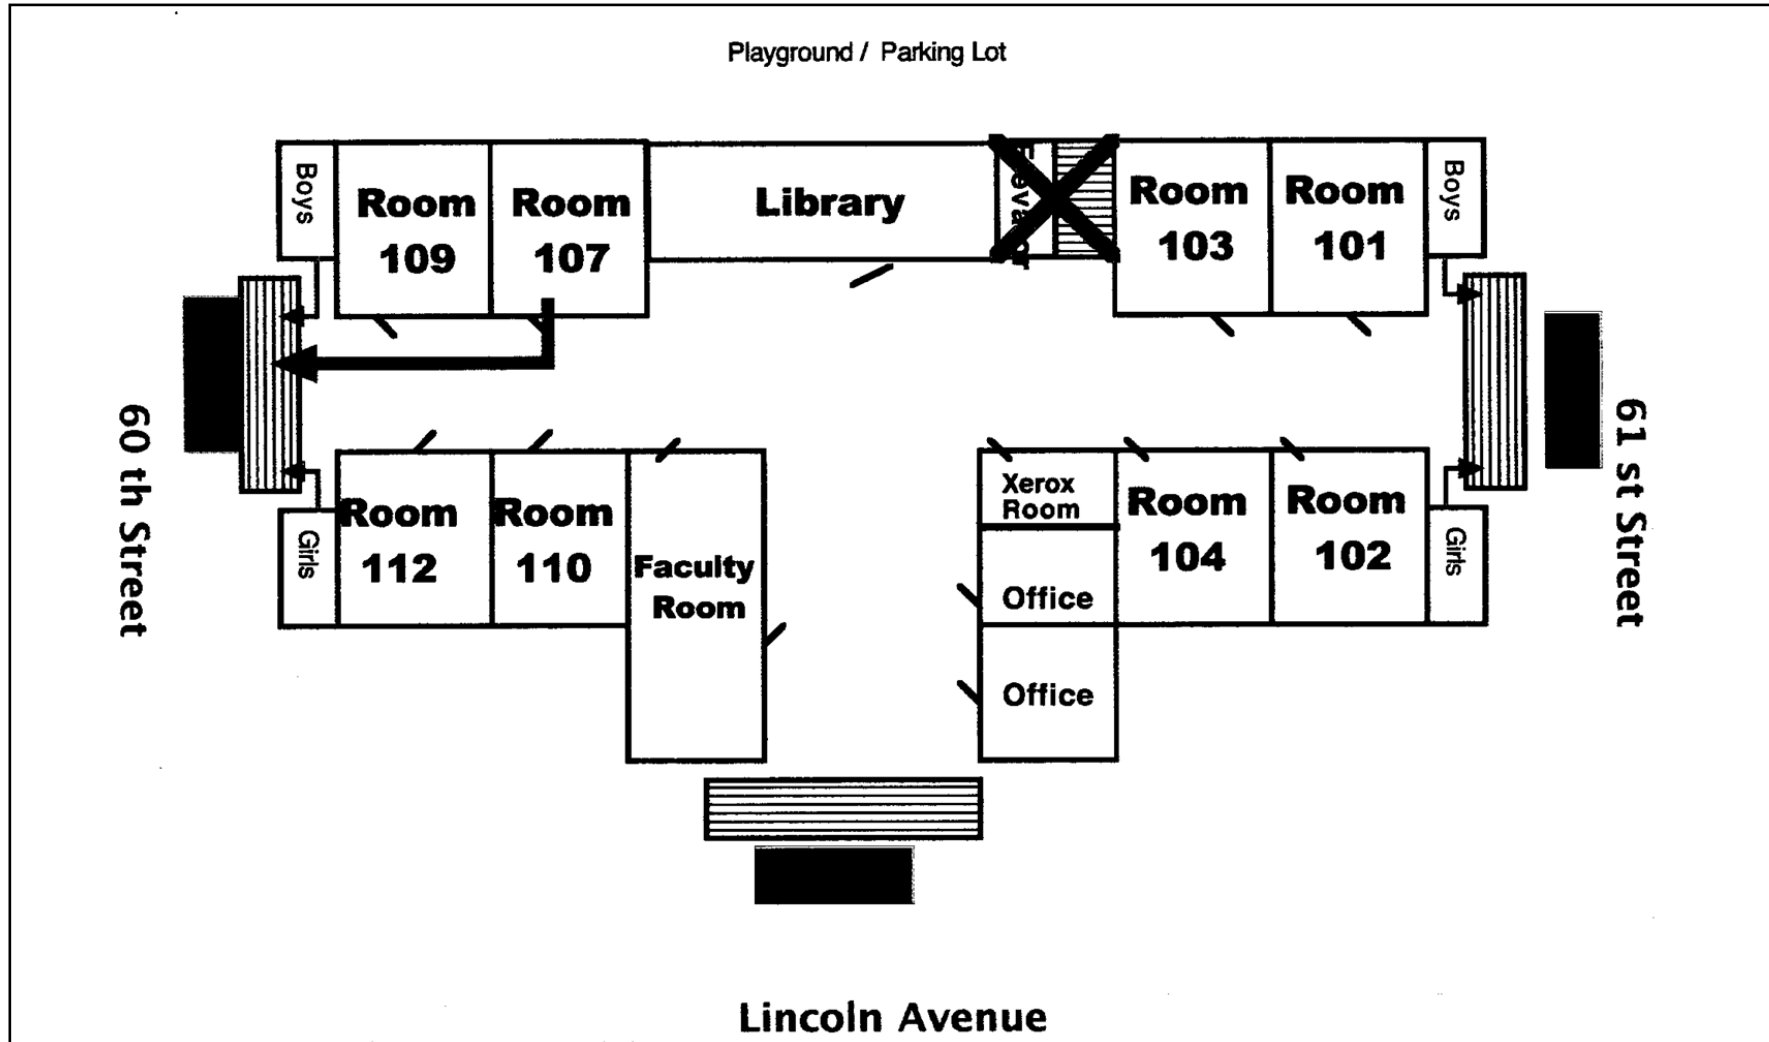 Playground / Parking Lot
Boys
Room
109
Room
107
Library
Elevator
Room
103
Room
101
Boys
60 th Street
61 st Street
Girls
Room
112
Room
110
Faculty
Room
Xerox
Room
Office
Office
Room
104
Room
102
Girls
Lincoln Avenue